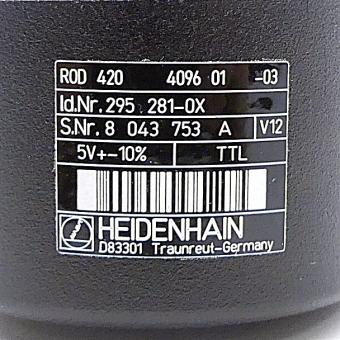 ROD 420 4096 01 -03
Id.Nr. 295 281-0X
S.Nr. 8 043 753 A V12
5V+-10% TTL
HEIDENHAIN
D83301 Traunreut-Germany